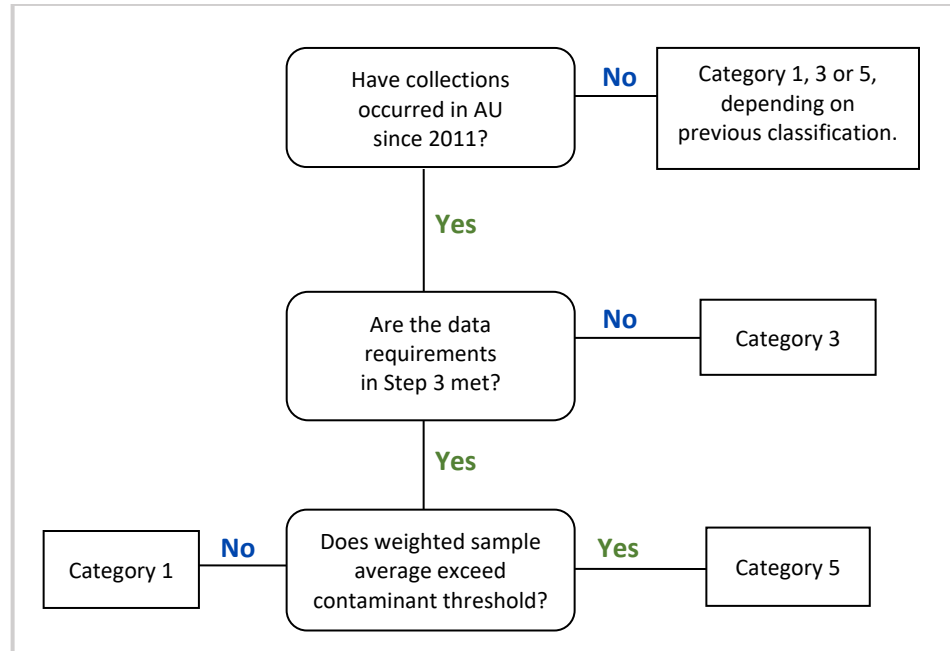 Have collections
occurred in AU
since 2011?
No
Category 1, 3 or 5,
depending on
previous classification.
Yes
Are the data
requirements
in Step 3 met?
No
Category 3
Yes
Category 1
No
Does weighted sample
average exceed
contaminant threshold?
Yes
Category 5